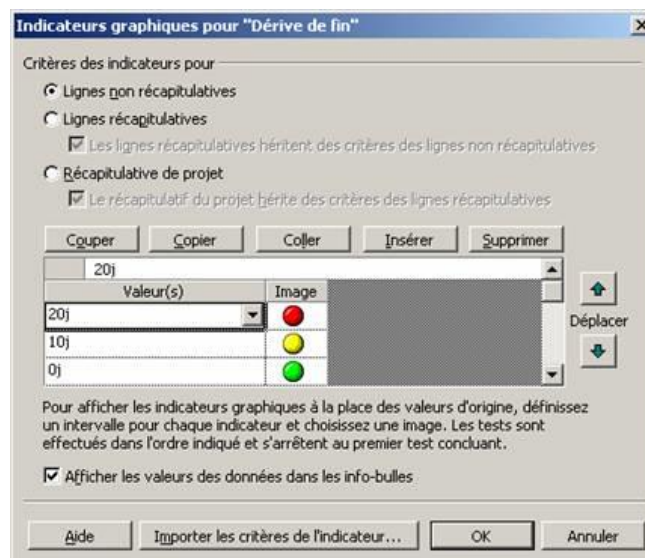 Indicateurs graphiques pour "Dérive de fin"
Critères des indicateurs pour
Lignes non récapitulatives
Lignes récapitulatives
Les lignes récapitulatives héritent des critères des lignes non récapitulatives
Récapitulative de projet
Le récapitulatif du projet hérite des critères des lignes récapitulatives
Couper Copier Coller Insérer Supprimer
20j
Valeur(s) Image
20j
Déplacer
10j
0j
Pour afficher les indicateurs graphiques à la place des valeurs d'origine, définissez
un intervalle pour chaque indicateur et choisissez une image. Les tests sont
effectués dans l'ordre indiqué et s'arrêtent au premier test concluant.
Afficher les valeurs des données dans les info-bulles
Aide Importer les critères de l'indicateur... OK Annuler